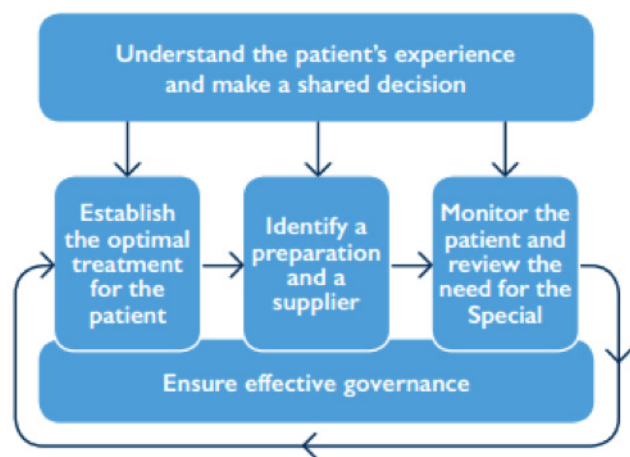 Understand the patient's experience
and make a shared decision
Establish
the optimal
treatment
for the
patient
Identify a
preparation
and a
supplier
Monitor the
patient and
review the
need for the
Special
Ensure effective governance